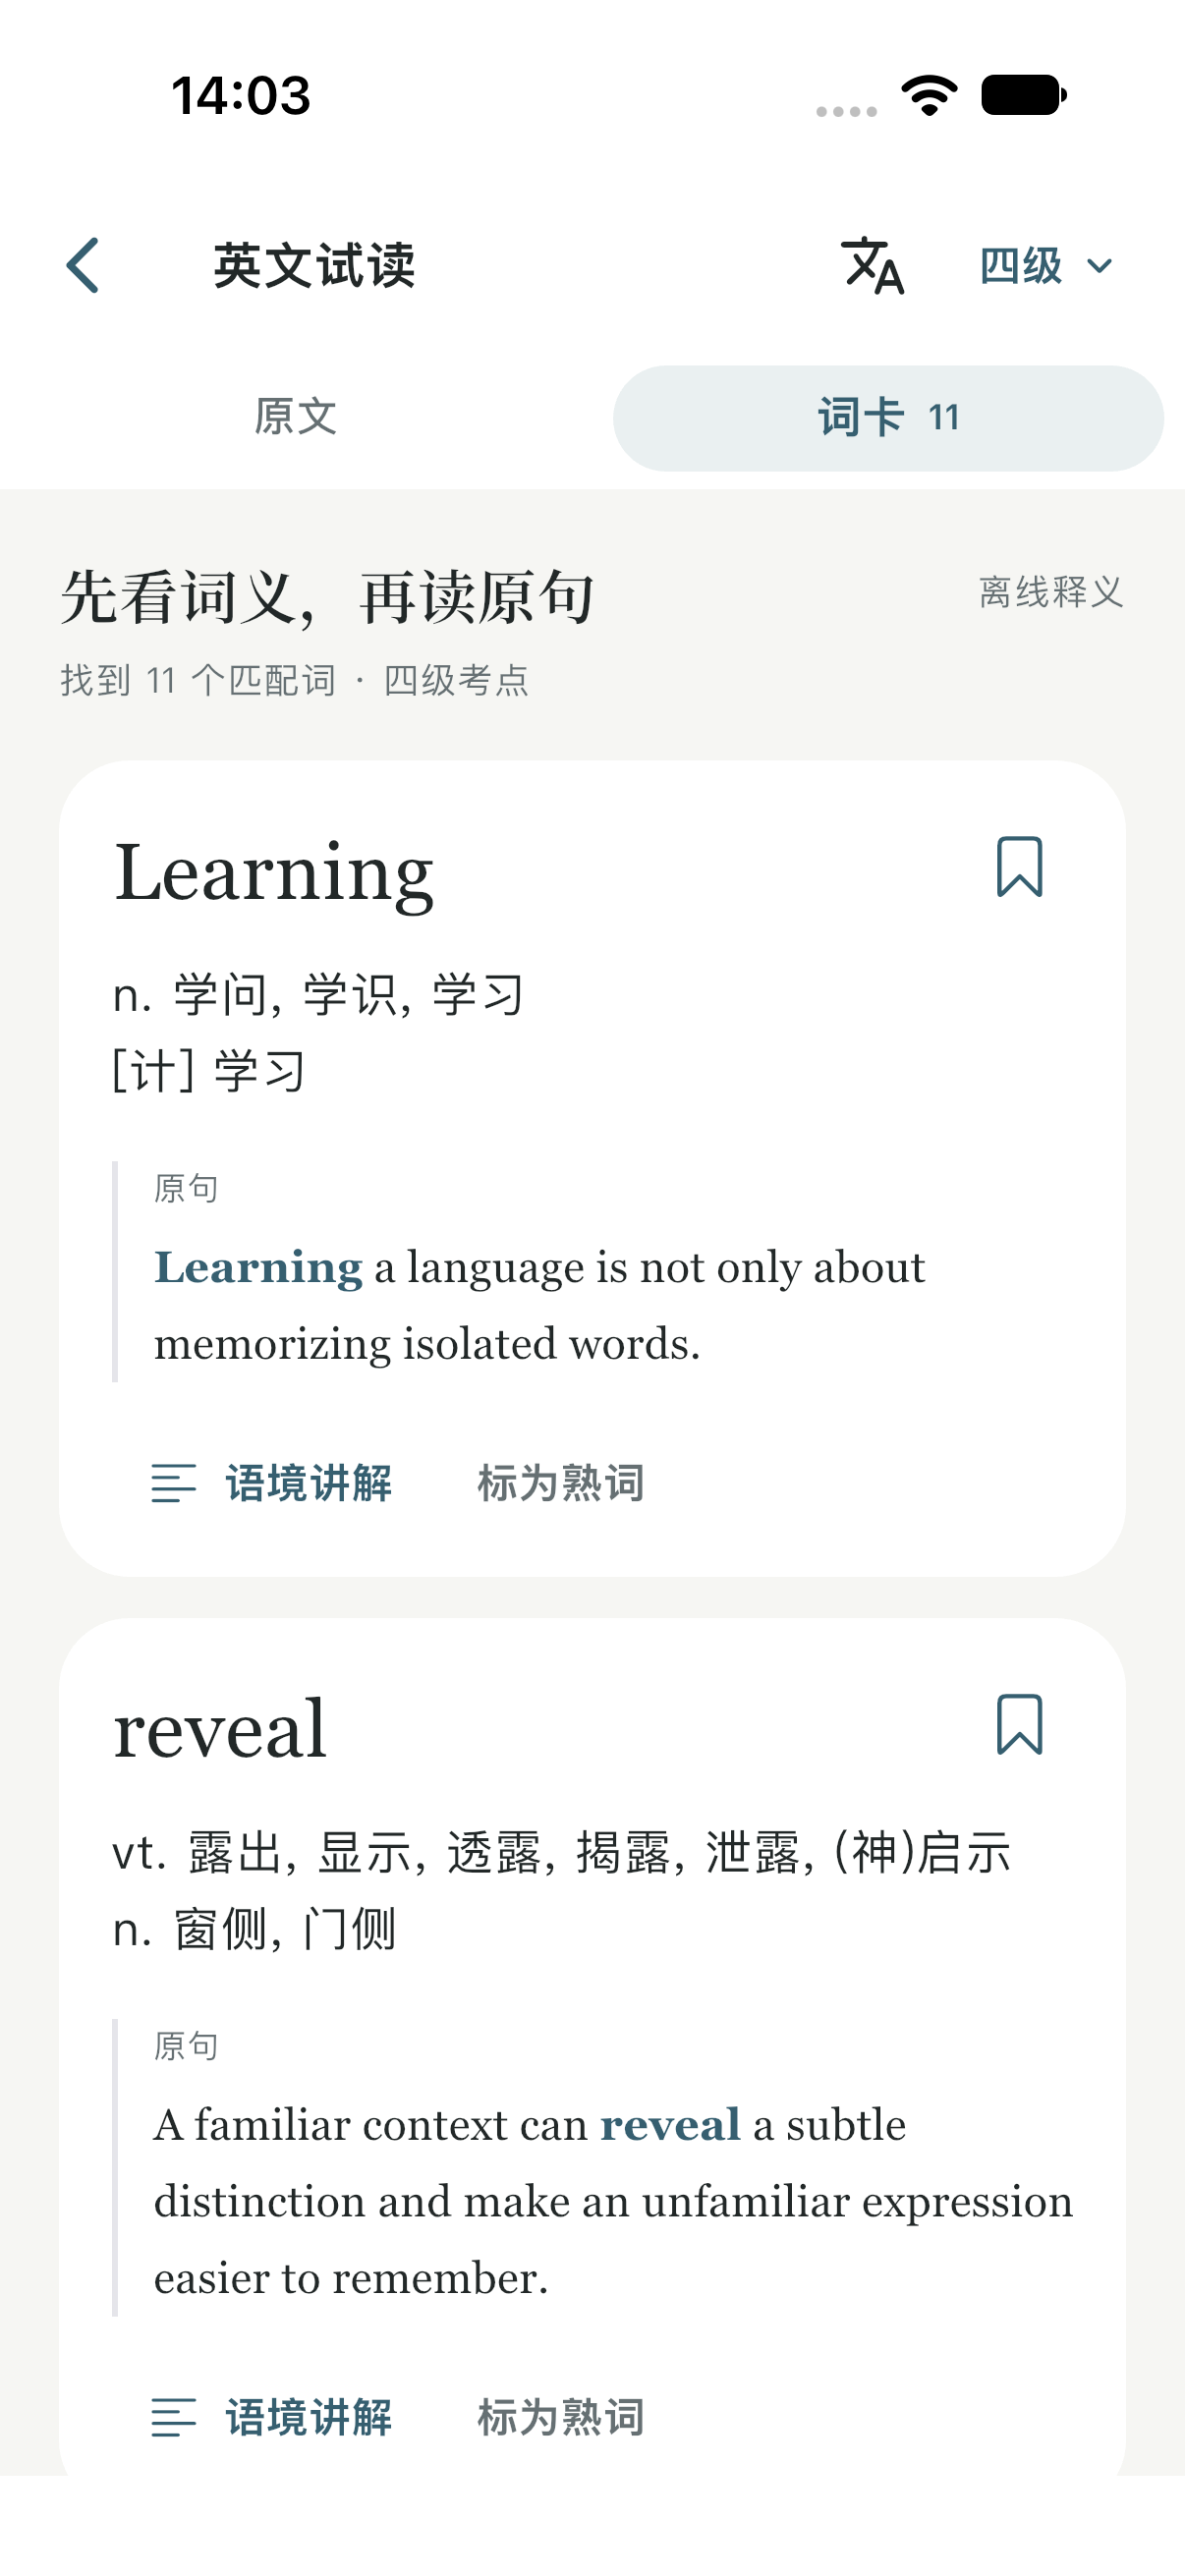 14:03
英文试读
四级
原文
词卡 11
先看词义，再读原句
离线释义
找到 11 个匹配词 · 四级考点
Learning
n. 学问, 学识, 学习
[计] 学习
原句
Learning a language is not only about
memorizing isolated words.
语境讲解 标为熟词
reveal
vt. 露出, 显示, 透露, 揭露, 泄露, (神)启示
n. 窗侧, 门侧
原句
A familiar context can reveal a subtle
distinction and make an unfamiliar expression
easier to remember.
语境讲解 标为熟词